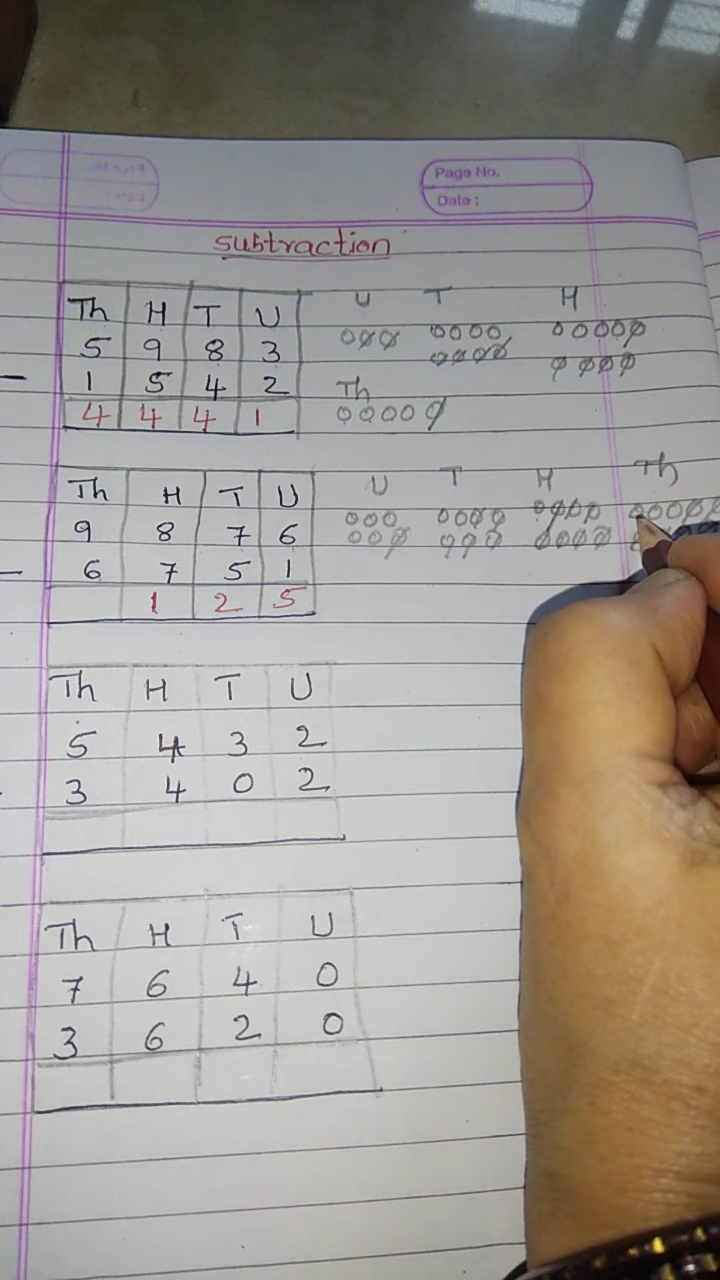 Page No.
Date :
subtraction
Th H T U
5 9 8 3
- 1 5 4 2
4 4 4 1
U T H
Th
Th H T U
9 8 7 6
- 6 7 5 1
1 2 5
U T H Th
Th H T U
5 4 3 2
3 4 0 2
Th H T U
7 6 4 0
3 6 2 0